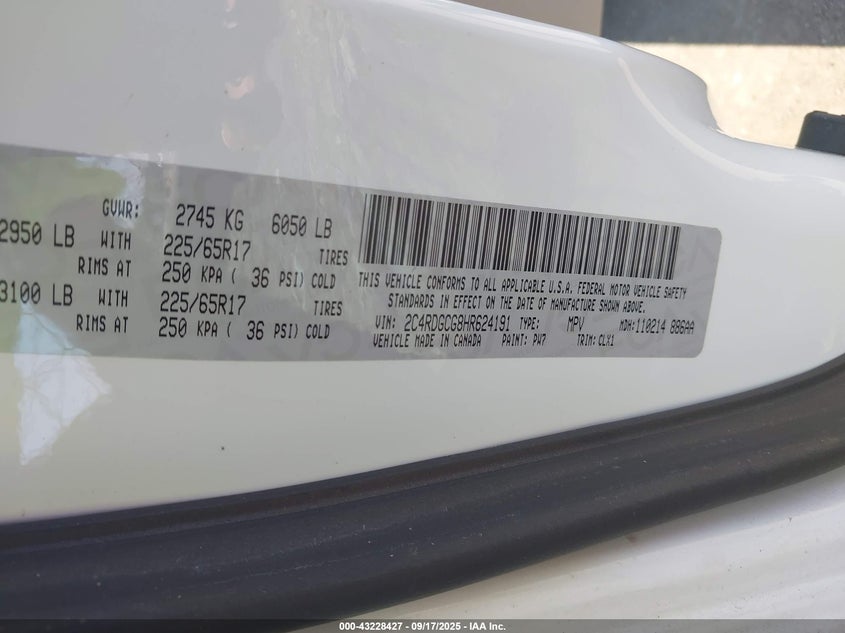 GVWR: 2745 KG 6050 LB
2950 LB WITH 225/65R17 TIRES
RIMS AT 250 KPA ( 36 PSI) COLD
3100 LB WITH 225/65R17 TIRES
RIMS AT 250 KPA ( 36 PSI) COLD
THIS VEHICLE CONFORMS TO ALL APPLICABLE U.S.A. FEDERAL MOTOR VEHICLE SAFETY
STANDARDS IN EFFECT ON THE DATE OF MANUFACTURE SHOWN ABOVE.
VIN: 2C4RDGCG8HR624191 TYPE: MPV MDH: 110214 886AA
VEHICLE MADE IN CANADA PAINT: PW7 TRIM: CLX1
000-43228427 - 09/17/2025 - IAA Inc.